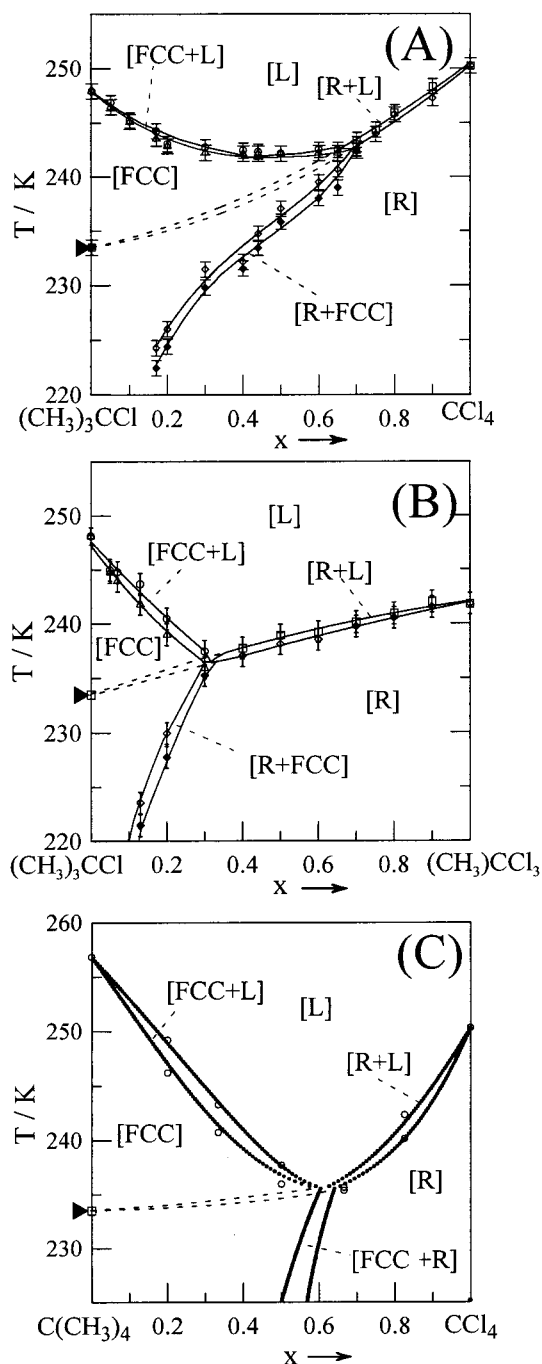 (A)
[FCC+L]
[L]
[R+L]
[FCC]
[R]
[R+FCC]
T / K
250
240
230
220
(CH₃)₃CCl
0.2
0.4
0.6
0.8
CCl₄
x →
(B)
[L]
[FCC+L]
[R+L]
[FCC]
[R]
[R+FCC]
T / K
250
240
230
220
(CH₃)₃CCl
0.2
0.4
0.6
0.8
(CH₃)CCl₃
x →
(C)
[FCC+L]
[L]
[R+L]
[FCC]
[R]
[FCC +R]
T / K
260
250
240
230
C(CH₃)₄
0.2
0.4
0.6
0.8
CCl₄
x →